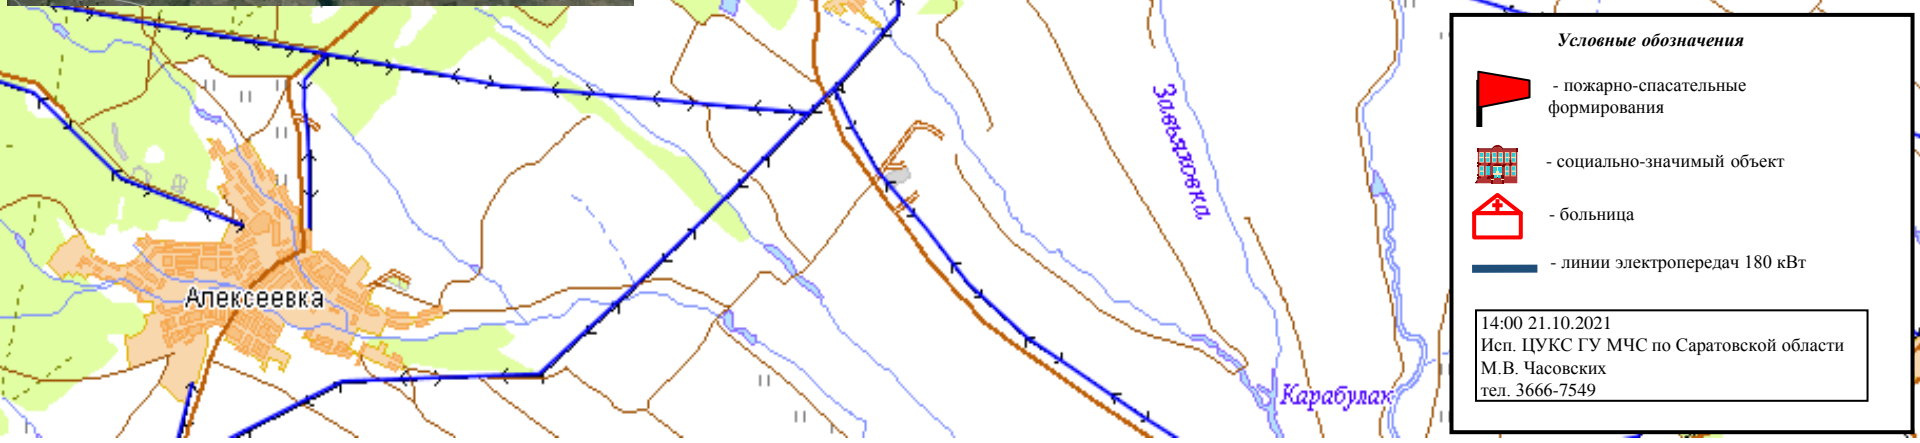 Завьяловка
Алексеевка
Карабулак
Условные обозначения
- пожарно-спасательные
формирования
- социально-значимый объект
- больница
- линии электропередач 180 кВт
14:00 21.10.2021
Исп. ЦУКС ГУ МЧС по Саратовской области
М.В. Часовских
тел. 3666-7549